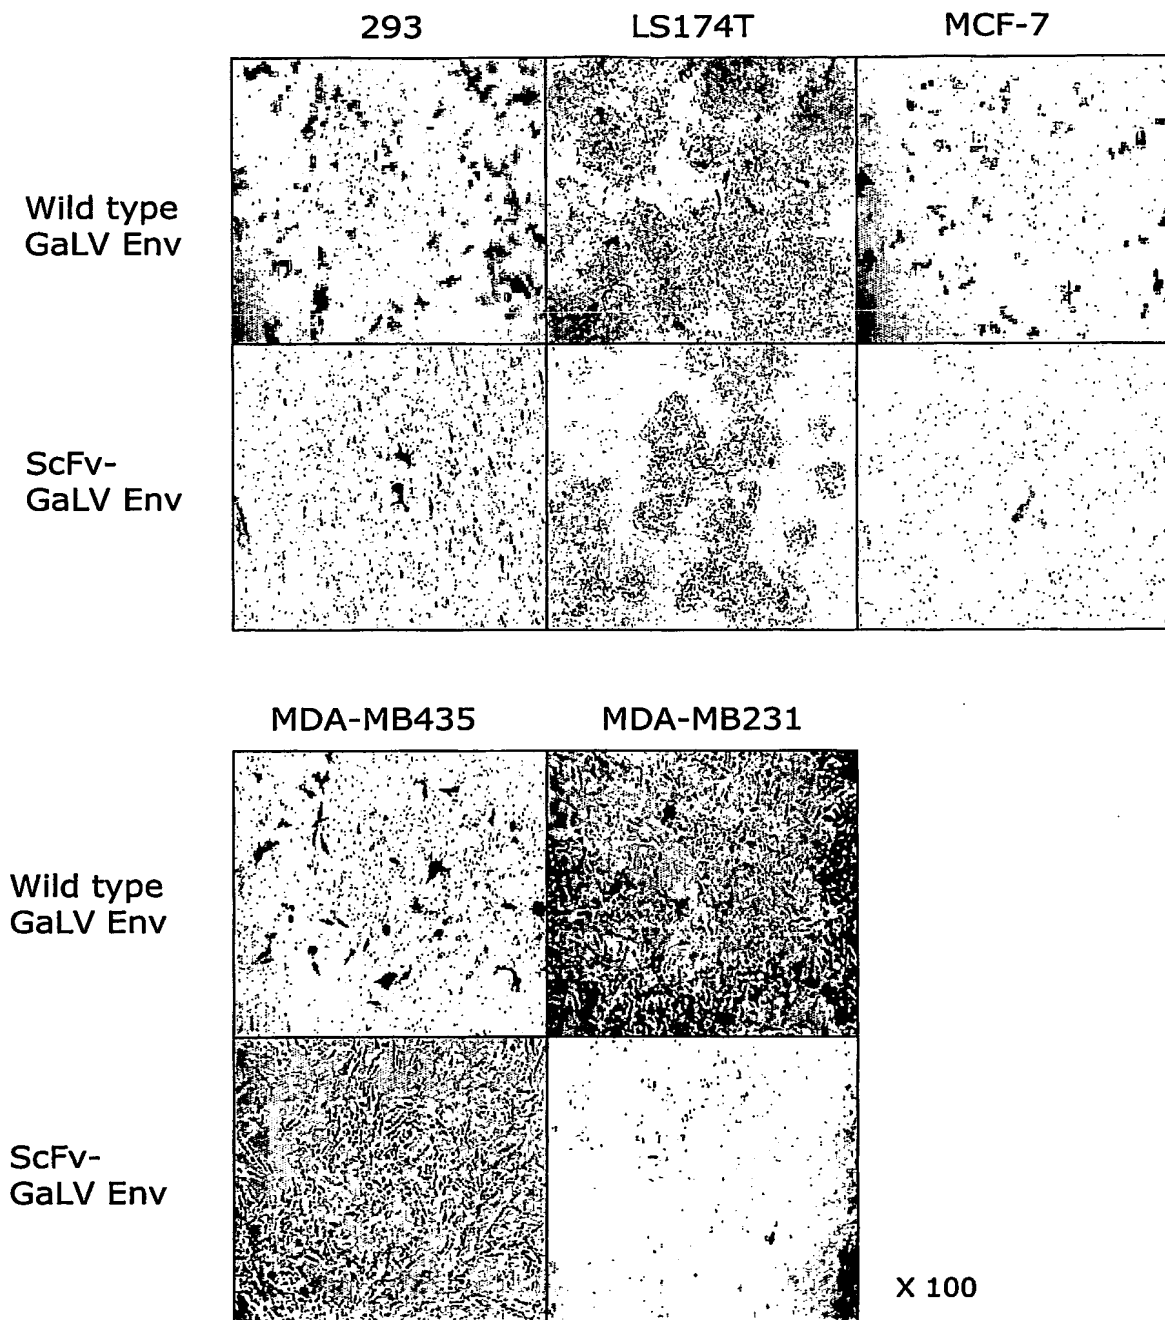 293 LS174T MCF-7
Wild type
GaLV Env
ScFv-
GaLV Env
MDA-MB435 MDA-MB231
Wild type
GaLV Env
ScFv-
GaLV Env
X 100